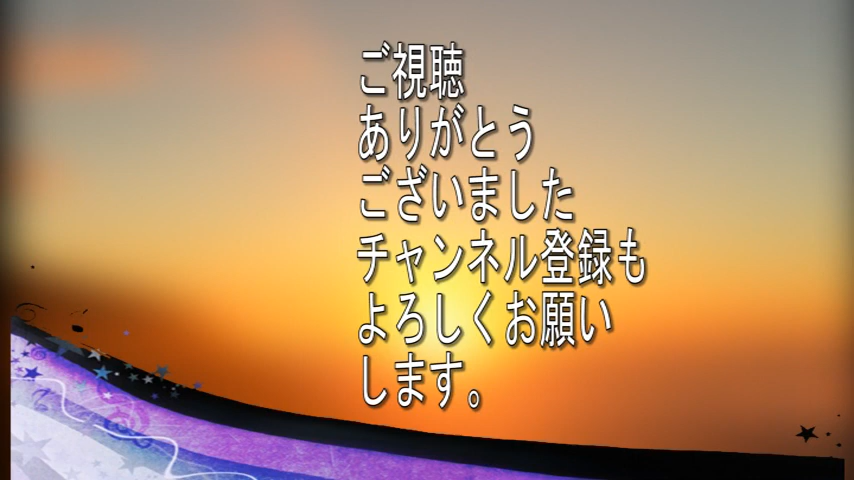 ご視聴
ありがとう
ございました
チャンネル登録も
よろしくお願い
します。